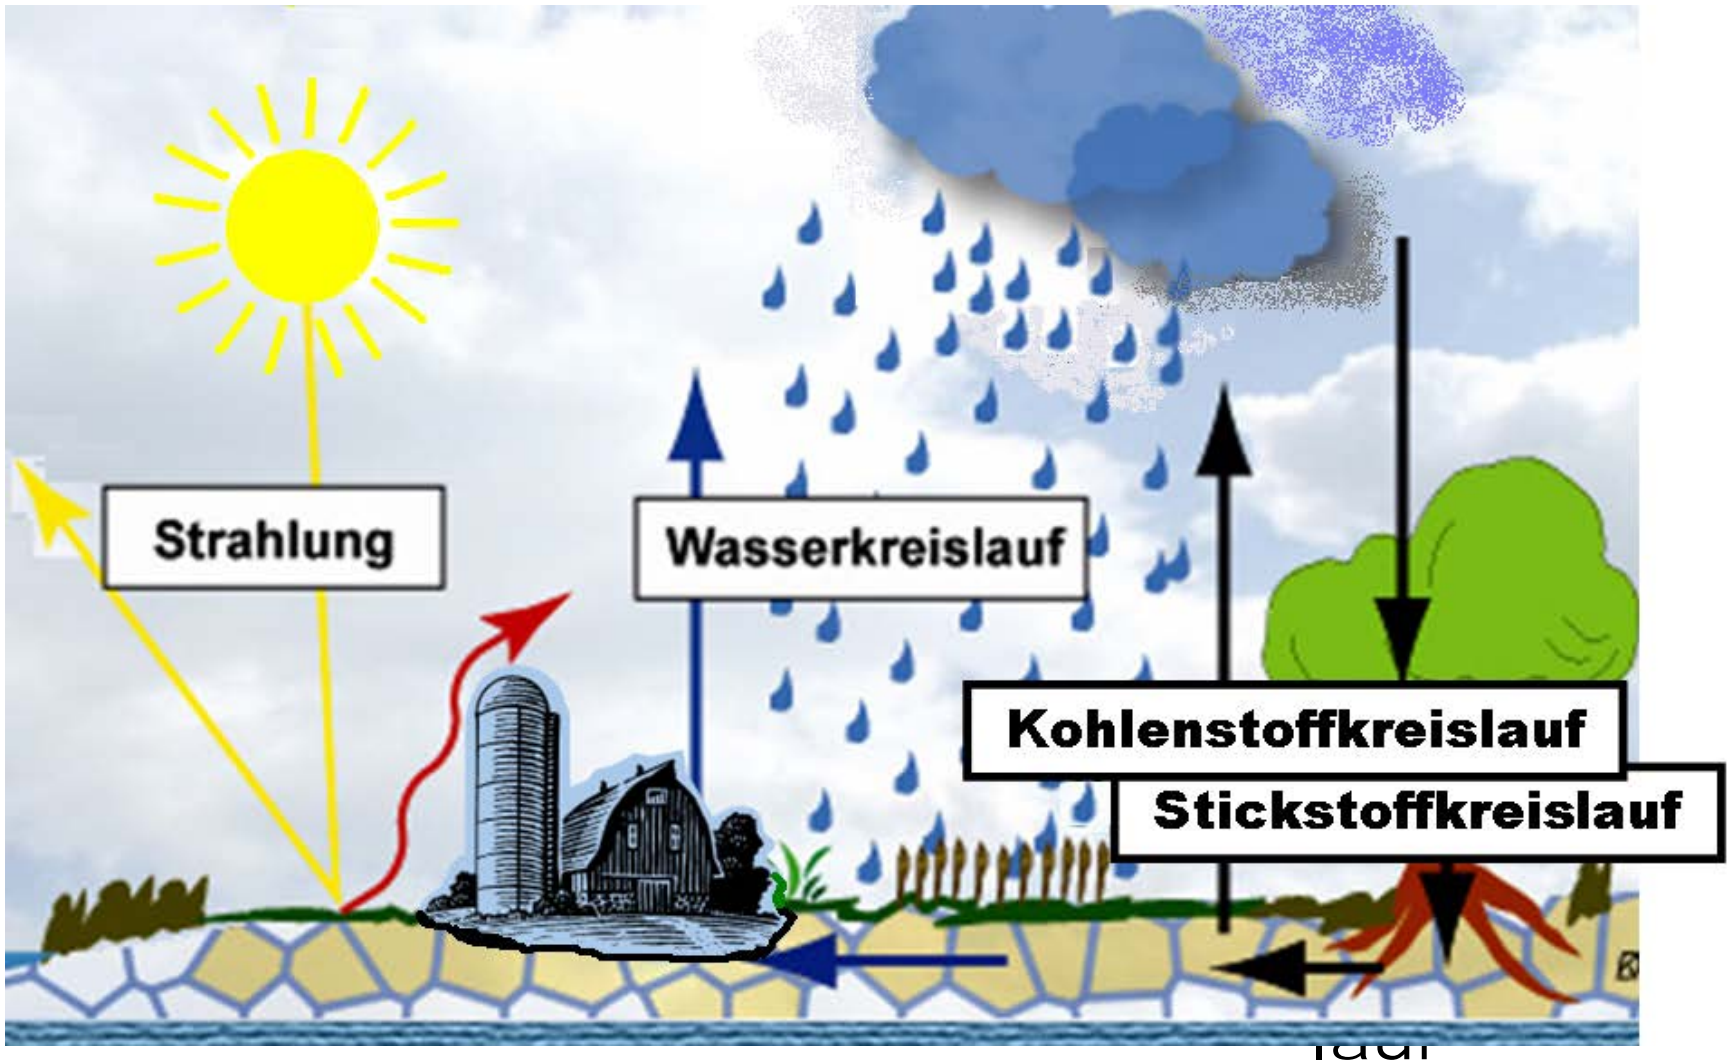 Strahlung
Wasserkreislauf
Kohlenstoffkreislauf
Stickstoffkreislauf